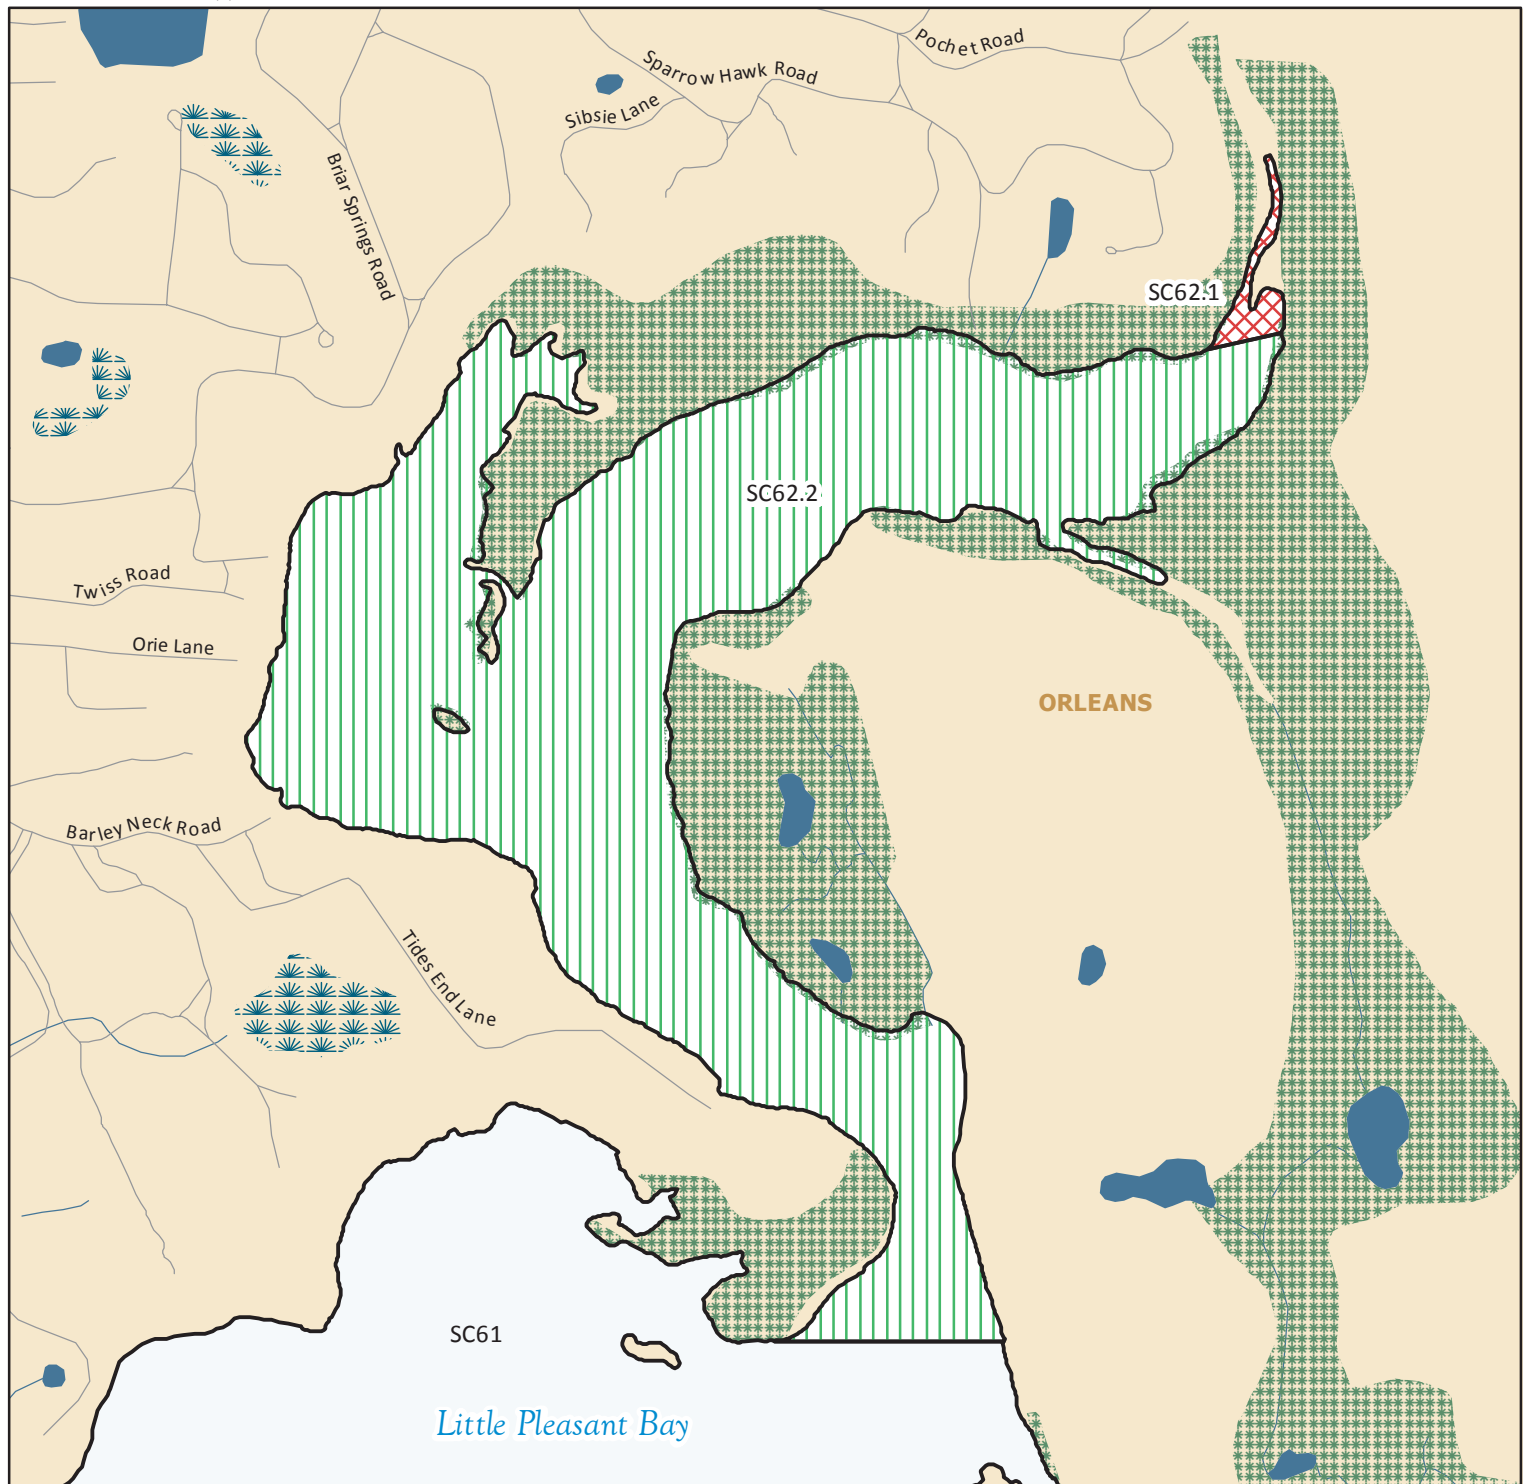 Pochet Road
Sparrow Hawk Road
Sibsie Lane
Briar Springs Road
SC62.1
SC62.2
Twiss Road
Orie Lane
ORLEANS
Barley Neck Road
Tides End Lane
SC61
Little Pleasant Bay